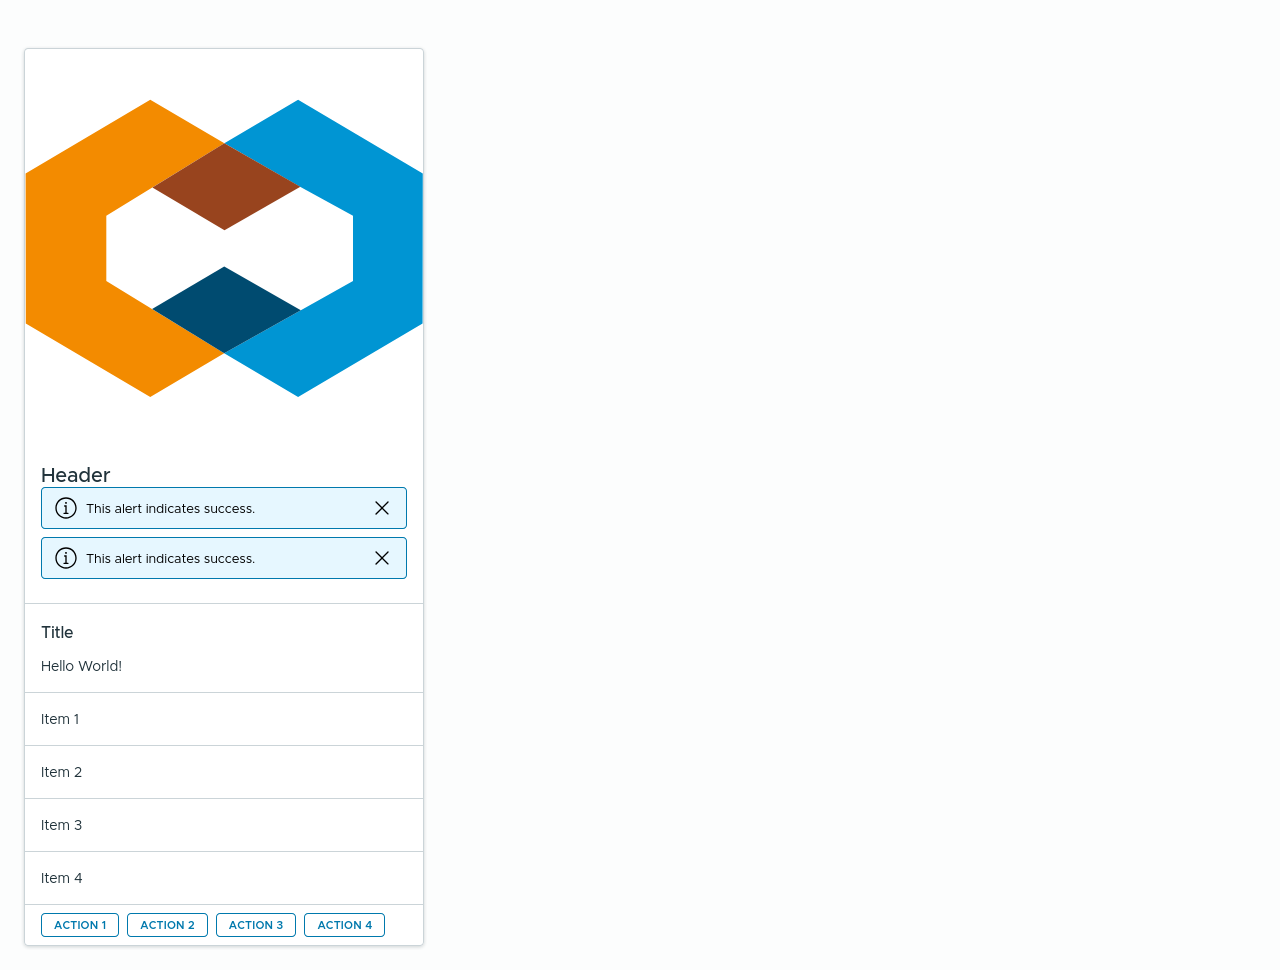 Header
This alert indicates success.
This alert indicates success.
Title
Hello World!
Item 1
Item 2
Item 3
Item 4
ACTION 1 ACTION 2 ACTION 3 ACTION 4